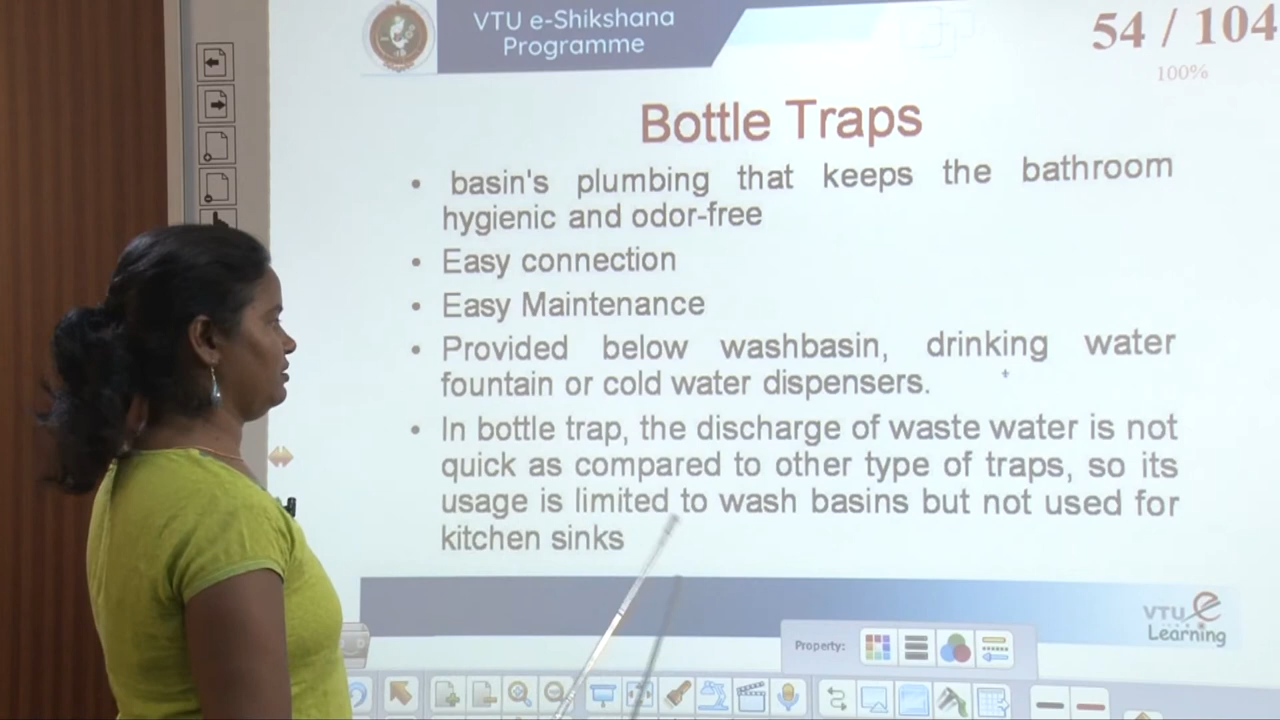 VTU e-Shikshana
Programme
54 / 104
100%
Bottle Traps
• basin's plumbing that keeps the bathroom
hygienic and odor-free
• Easy connection
• Easy Maintenance
• Provided below washbasin, drinking water
fountain or cold water dispensers.
• In bottle trap, the discharge of waste water is not
quick as compared to other type of traps, so its
usage is limited to wash basins but not used for
kitchen sinks
VTU e
Learning
Property: